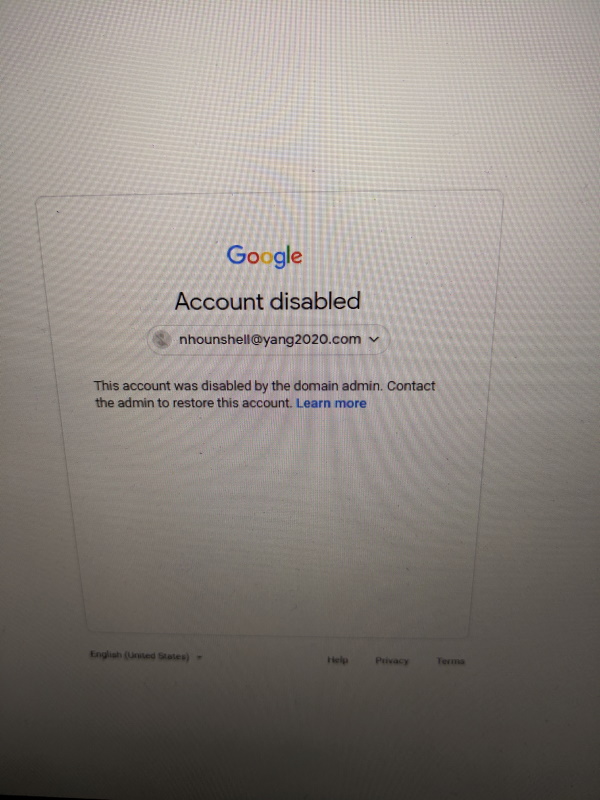 Google
Account disabled
nhounshell@yang2020.com
This account was disabled by the domain admin. Contact
the admin to restore this account. Learn more
English (United States)
Help Privacy Terms